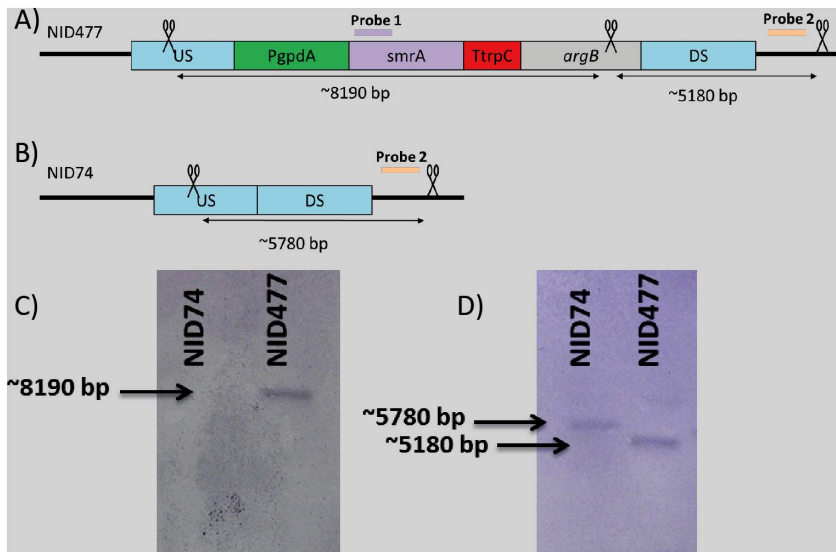 A)
NID477
Probe 1
Probe 2
US PgpdA smrA TtrpC argB DS
~8190 bp
~5180 bp
B)
NID74
Probe 2
US DS
~5780 bp
C)
NID74
NID477
~8190 bp
D)
NID74
NID477
~5780 bp
~5180 bp